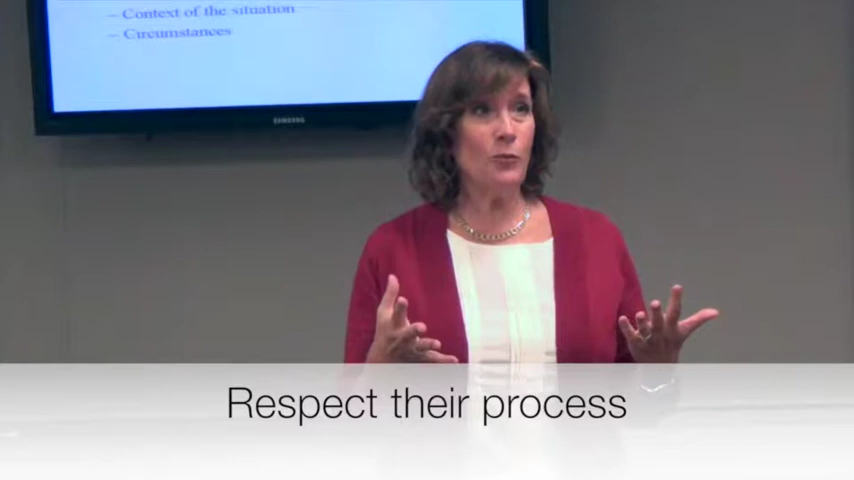 – Context of the situation
– Circumstances
SAMSUNG
Respect their process